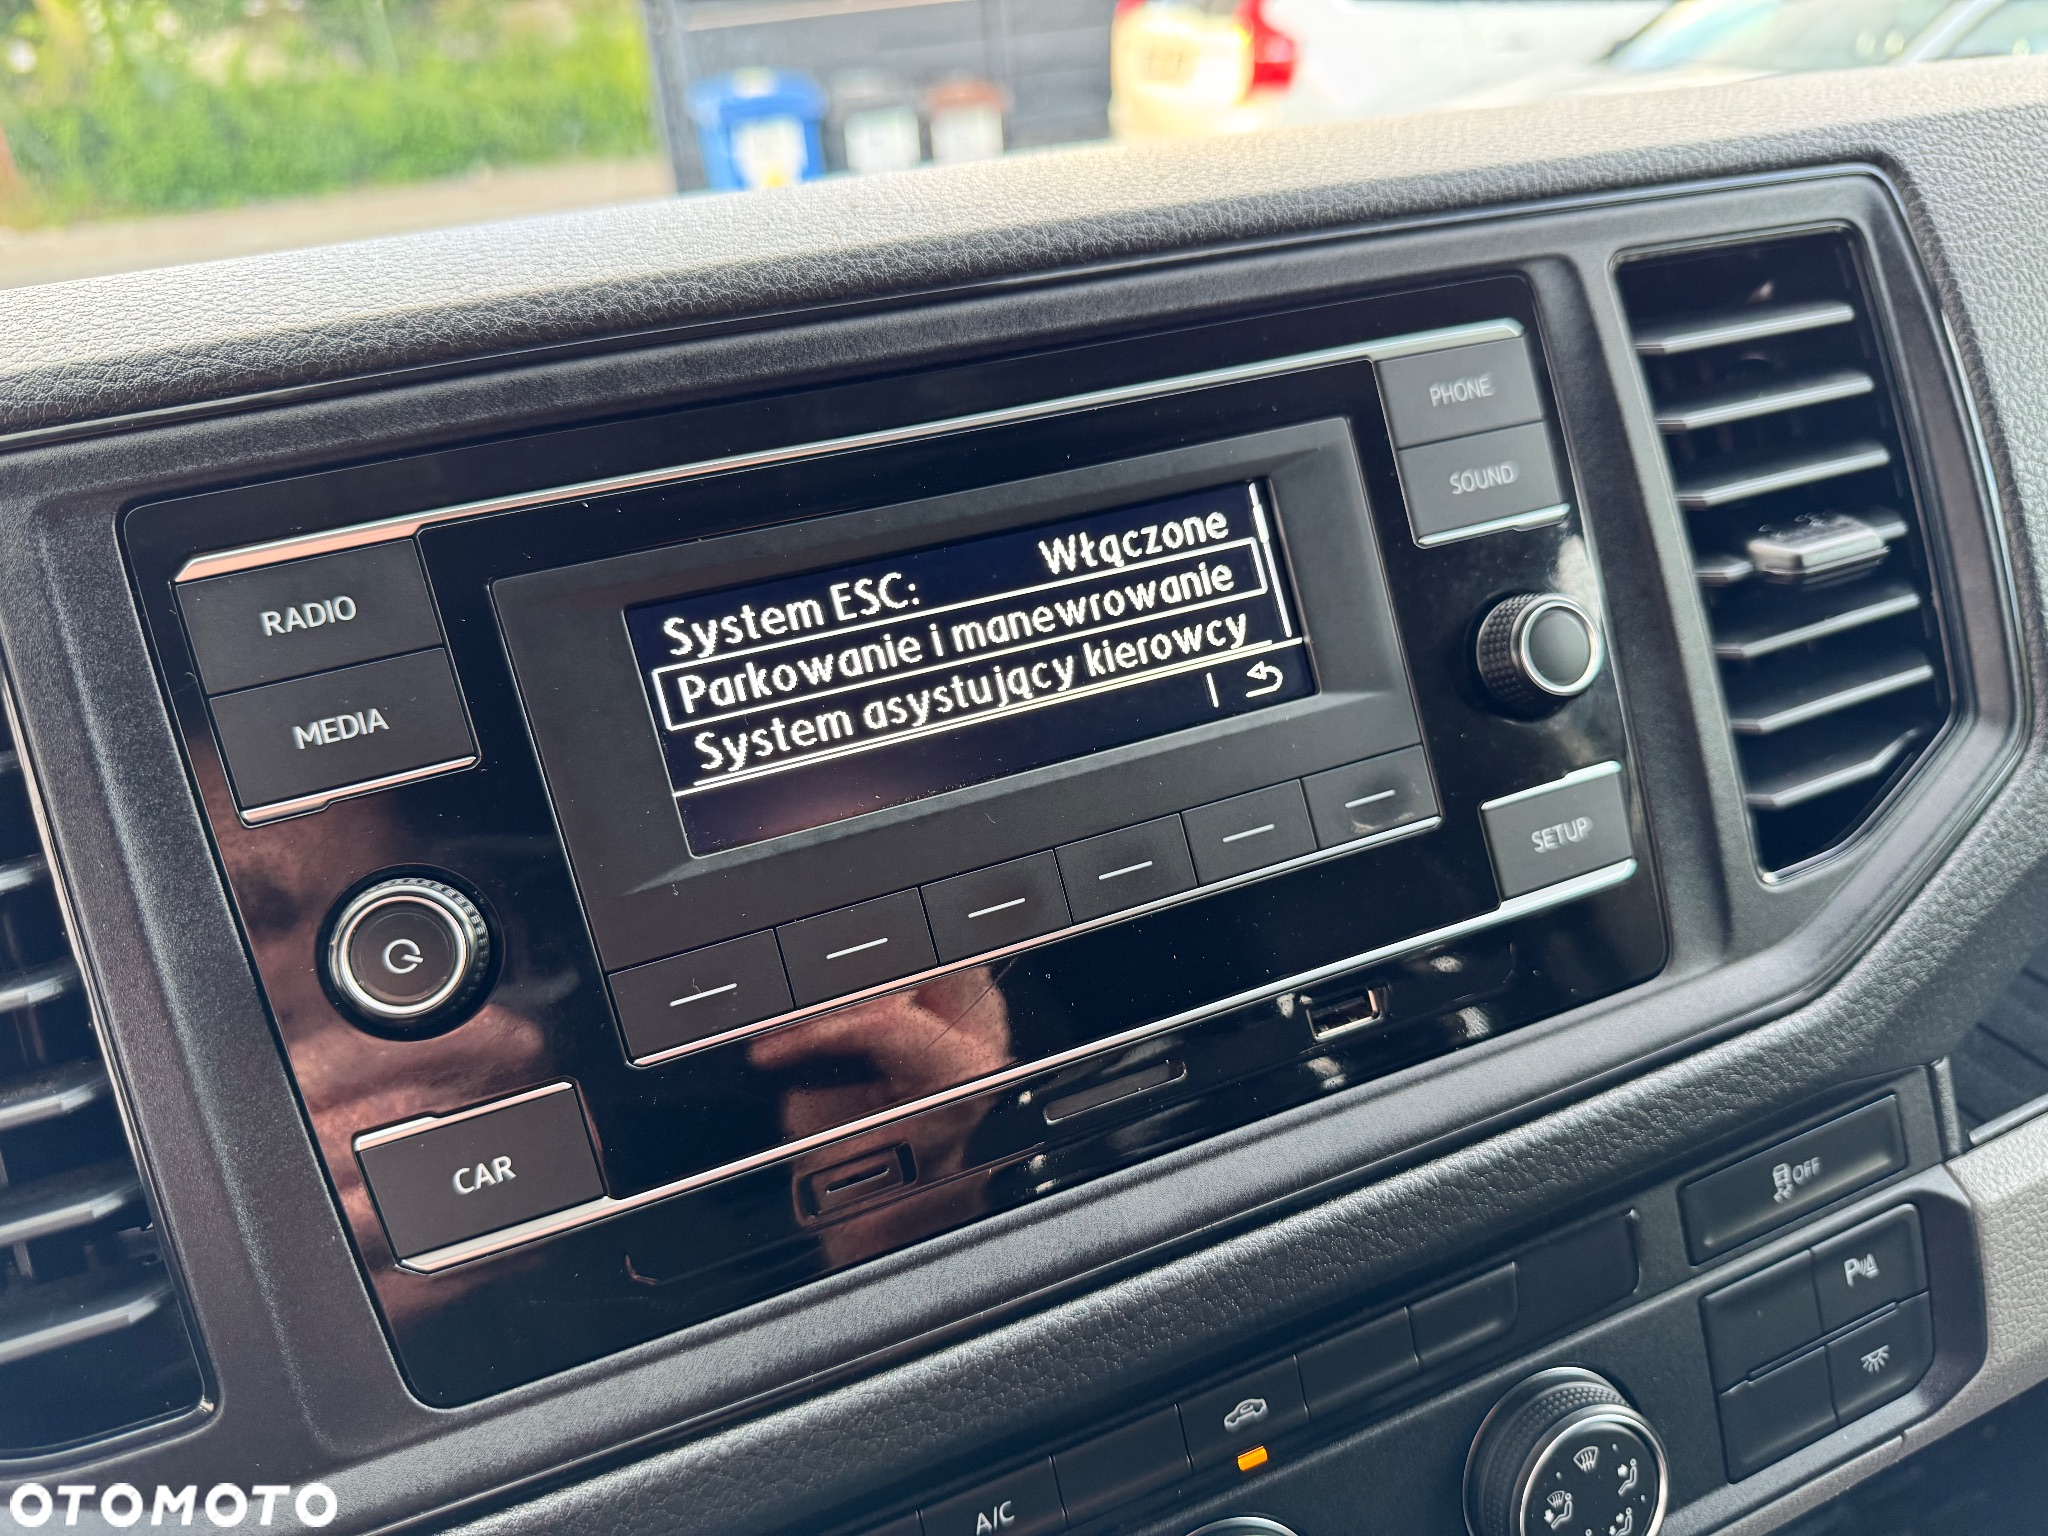 PHONE
SOUND
RADIO
MEDIA
System ESC: Włączone
Parkowanie i manewrowanie
System asystujący kierowcy
SETUP
CAR
OFF
P
A/C
OTOMOTO